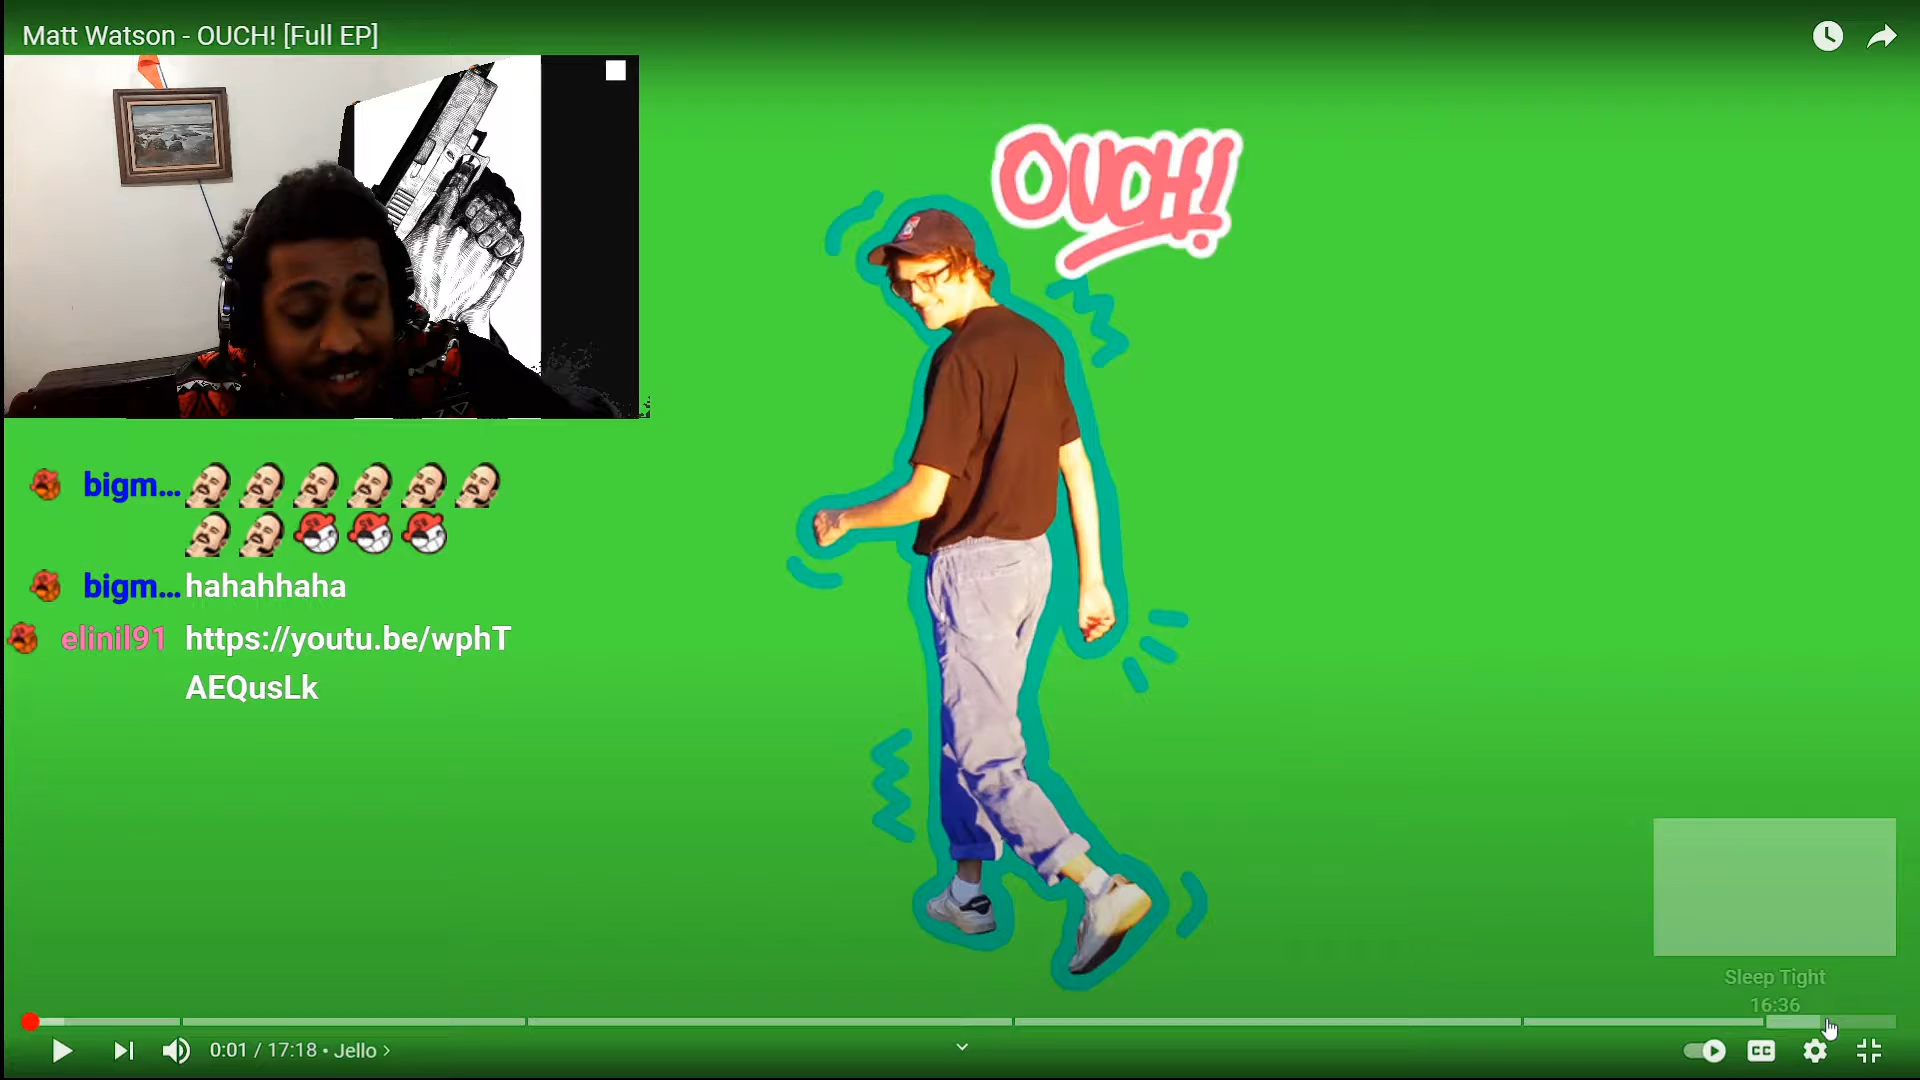 Matt Watson - OUCH! [Full EP]
OUCH!
bigm...
bigm... hahahhaha
elinil91 https://youtu.be/wphT
AEQusLk
Sleep Tight
16:36
0:01 / 17:18 • Jello >
CC